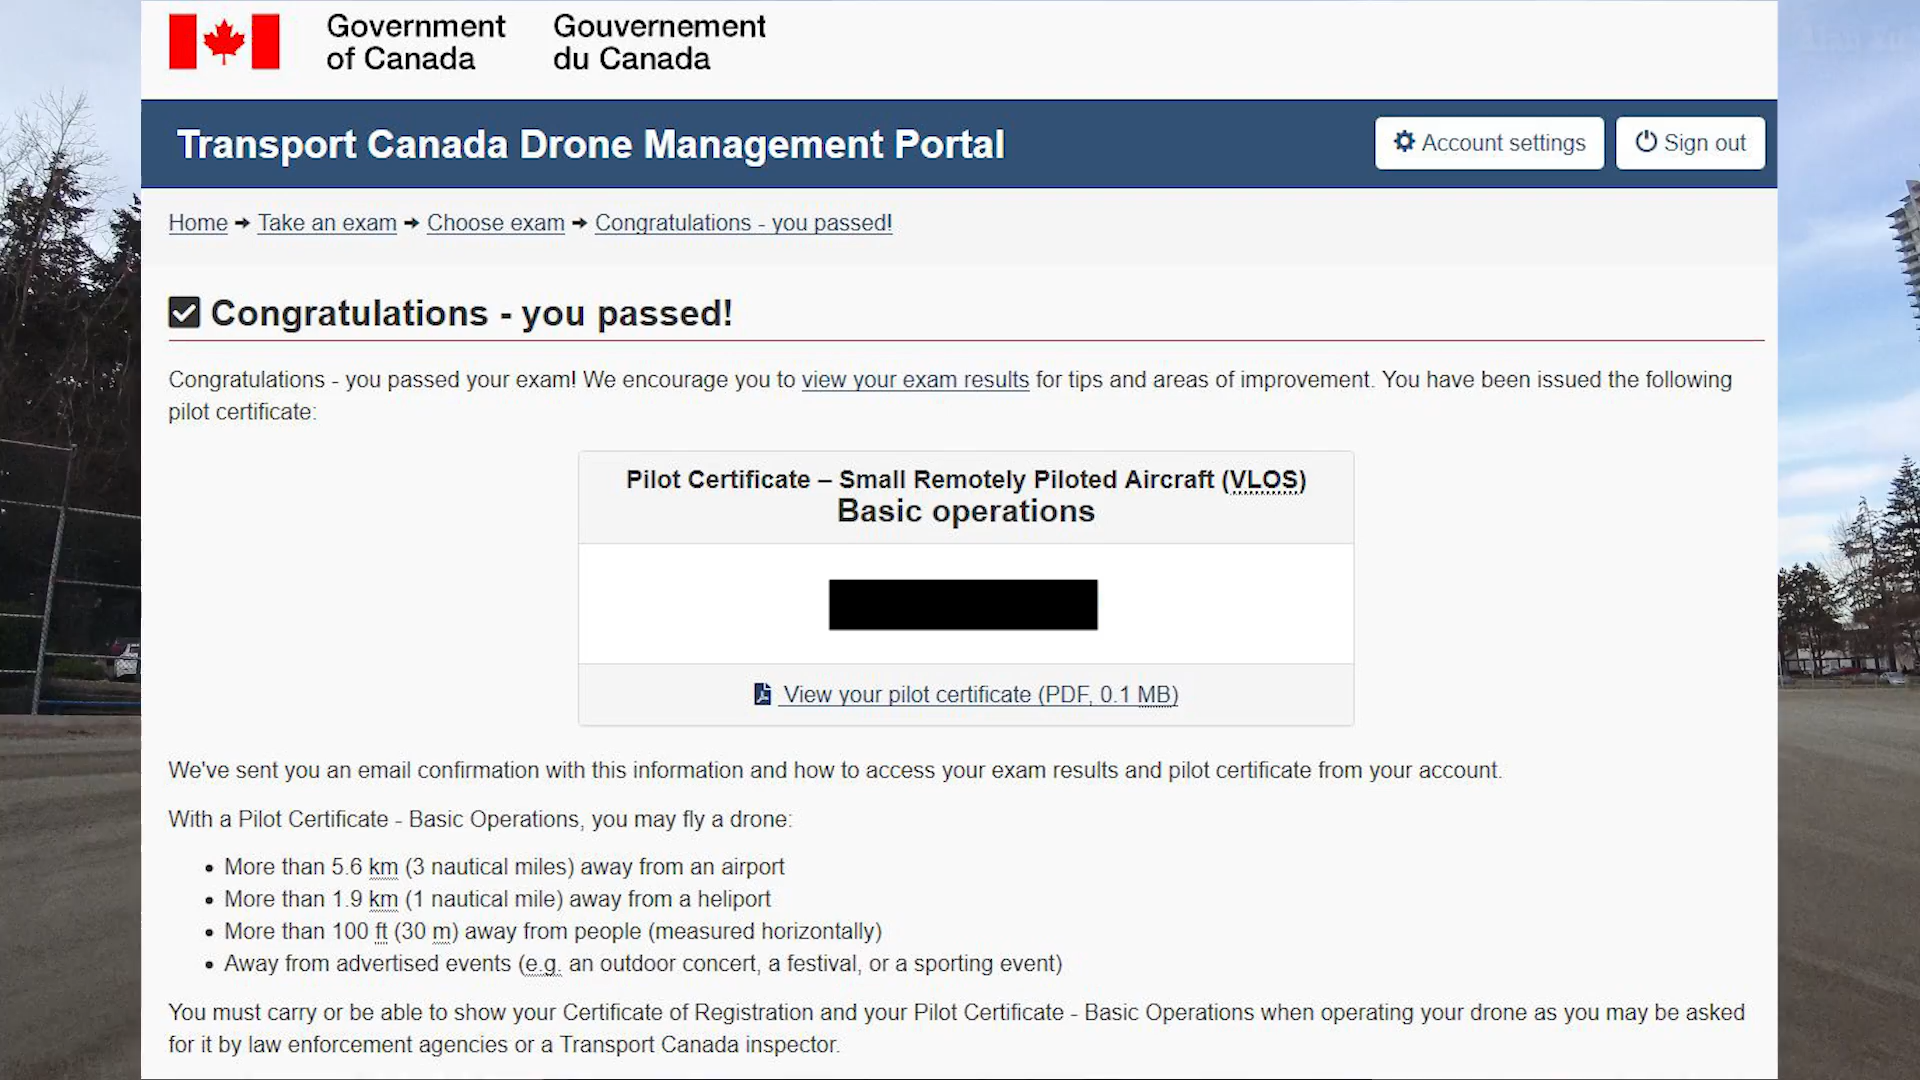 Government
of Canada
Gouvernement
du Canada
Transport Canada Drone Management Portal
Account settings
Sign out
Home → Take an exam → Choose exam → Congratulations - you passed!
Congratulations - you passed!
Congratulations - you passed your exam! We encourage you to view your exam results for tips and areas of improvement. You have been issued the following
pilot certificate:
Pilot Certificate – Small Remotely Piloted Aircraft (VLOS)
Basic operations
View your pilot certificate (PDF, 0.1 MB)
We've sent you an email confirmation with this information and how to access your exam results and pilot certificate from your account.
With a Pilot Certificate - Basic Operations, you may fly a drone:
• More than 5.6 km (3 nautical miles) away from an airport
• More than 1.9 km (1 nautical mile) away from a heliport
• More than 100 ft (30 m) away from people (measured horizontally)
• Away from advertised events (e.g. an outdoor concert, a festival, or a sporting event)
You must carry or be able to show your Certificate of Registration and your Pilot Certificate - Basic Operations when operating your drone as you may be asked
for it by law enforcement agencies or a Transport Canada inspector.